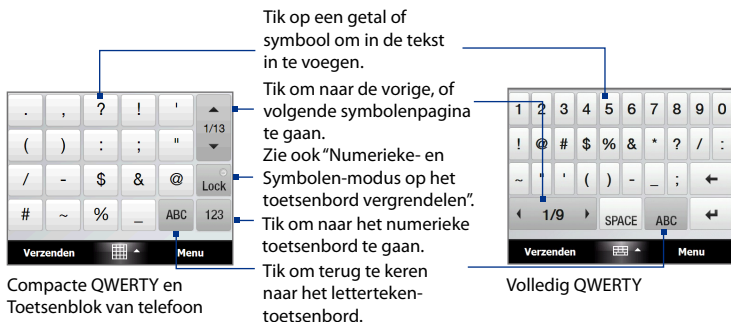 Tik op een getal of
symbool om in de tekst
in te voegen.
Tik om naar de vorige, of
volgende symbolenpagina
te gaan.
Zie ook “Numerieke- en
Symbolen-modus op het
toetsenbord vergrendelen”.
Tik om naar het numerieke
toetsenbord te gaan.
Tik om terug te keren
naar het letterteken-
toetsenbord.
. , ? ! '
1/13
( ) : ; "
/ - $ & @ Lock
# ~ % _ ABC 123
Verzenden Menu
Compacte QWERTY en
Toetsenblok van telefoon
1 2 3 4 5 6 7 8 9 0
! @ # $ % & * ? / :
~ " ' ( ) - _ ;
1/9 SPACE ABC
Verzenden Menu
Volledig QWERTY